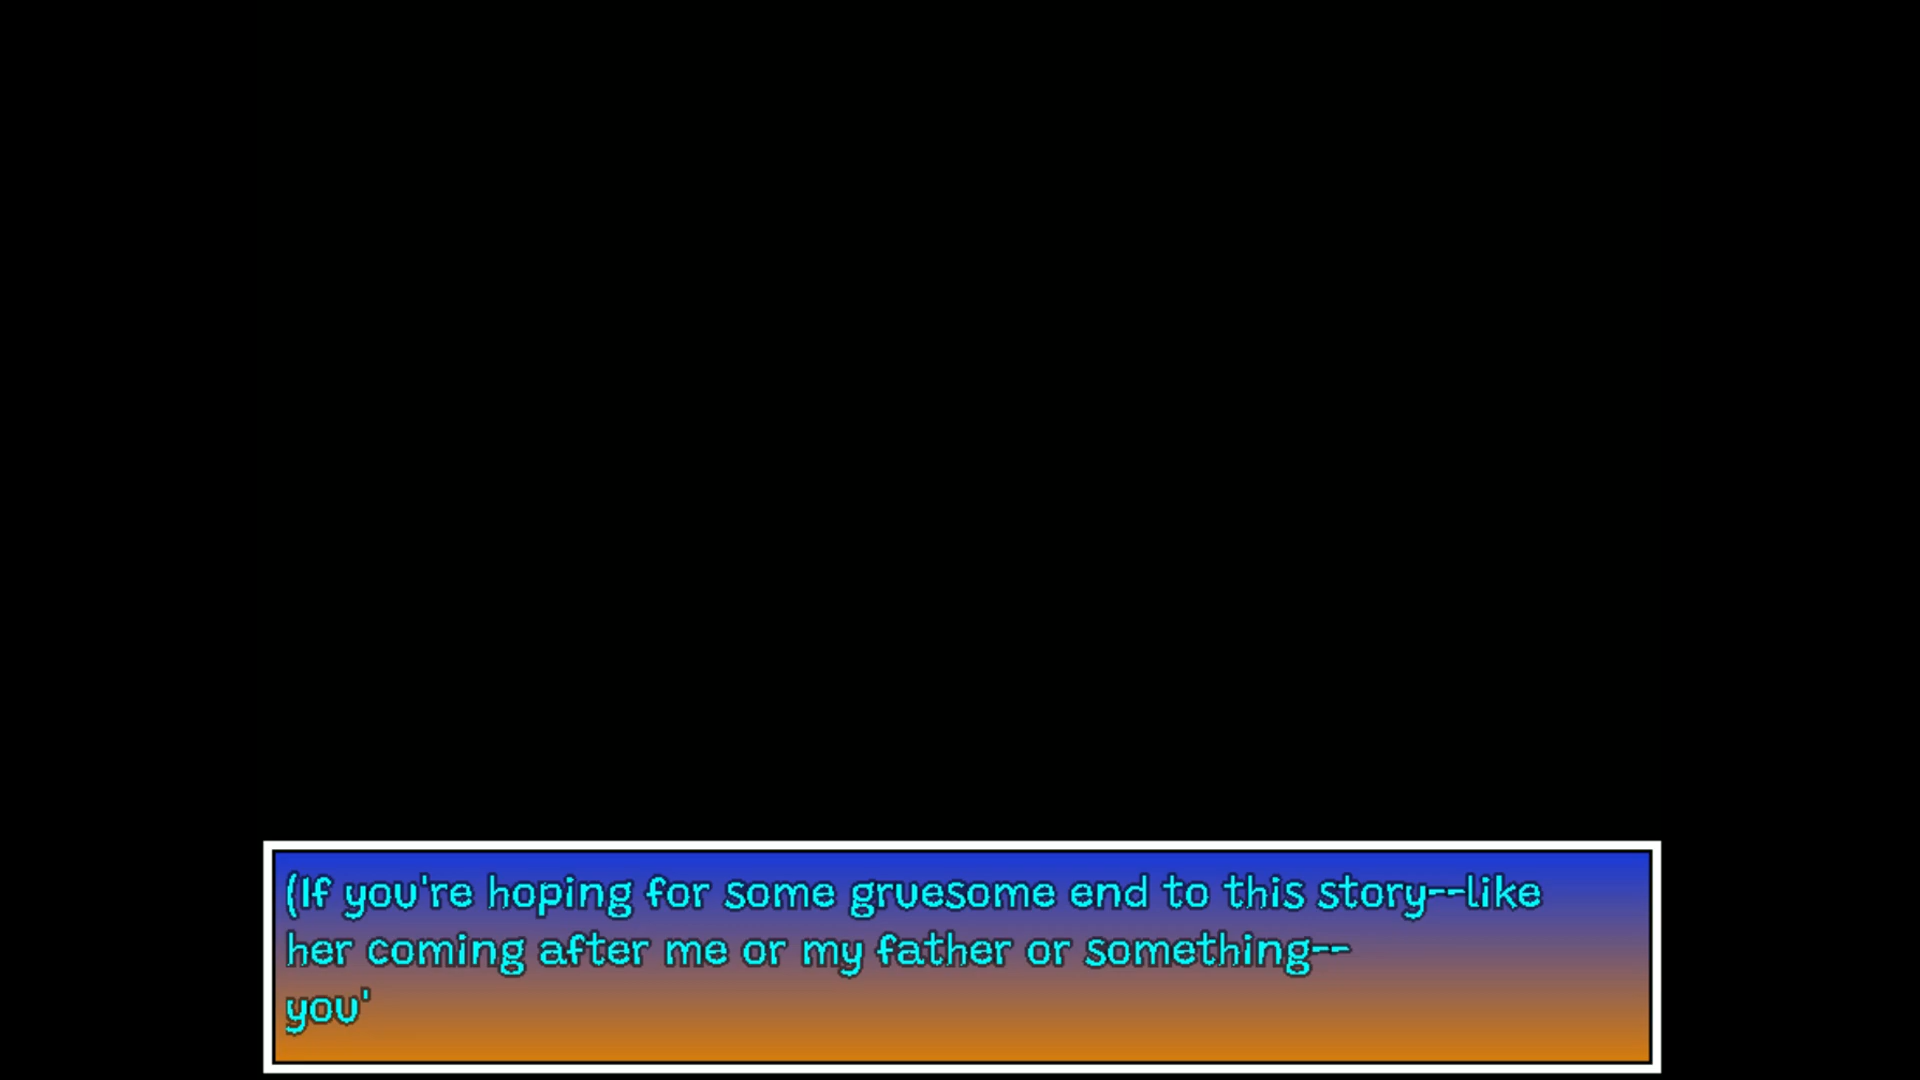 (If you're hoping for some gruesome end to this story--like
her coming after me or my father or something--
you'